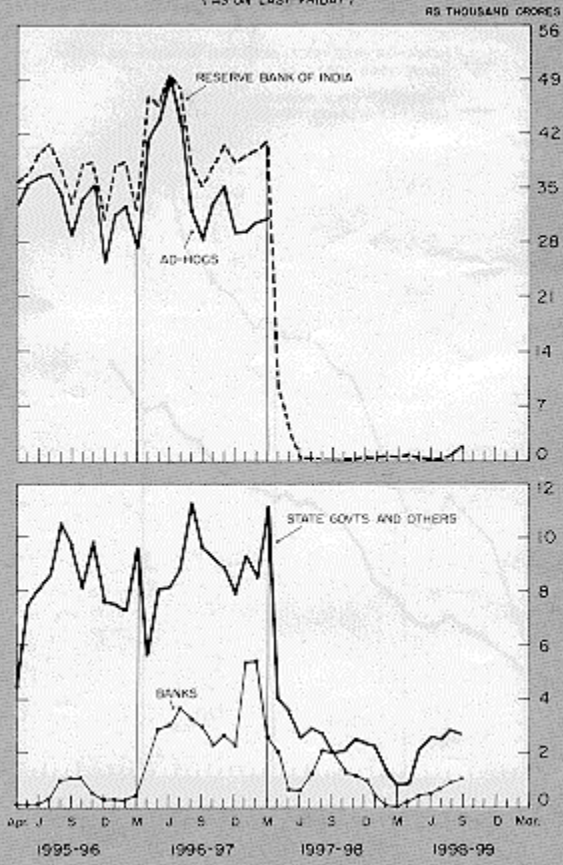 (AS ON LAST FRIDAY)
RS THOUSAND CRORES
56
RESERVE BANK OF INDIA
49
42
35
28
AD-HOCS
21
14
7
0
12
STATE GOVTS AND OTHERS
10
8
6
BANKS
4
2
0
Apr. J S D M J S D M J S D M J S D Mar.
1995-96 1996-97 1997-98 1998-99